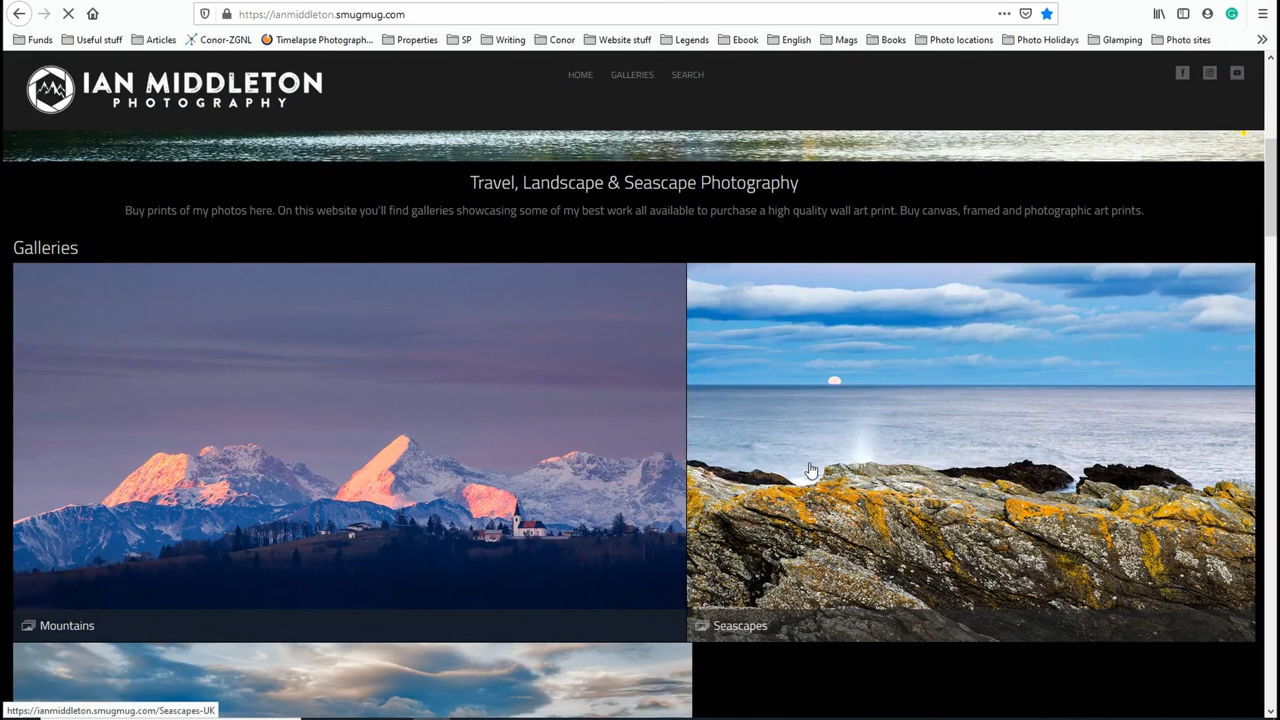 https://ianmiddleton.smugmug.com
Funds Useful stuff Articles Conor-ZGNL Timelapse Photograph... Properties SP Writing Conor Website stuff Legends Ebook English Mags Books Photo locations Photo Holidays Glamping Photo sites
IAN MIDDLETON
PHOTOGRAPHY
HOME GALLERIES SEARCH
Travel, Landscape & Seascape Photography
Buy prints of my photos here. On this website you'll find galleries showcasing some of my best work all available to purchase a high quality wall art print. Buy canvas, framed and photographic art prints.
Galleries
Mountains
Seascapes
https://ianmiddleton.smugmug.com/Seascapes-UK